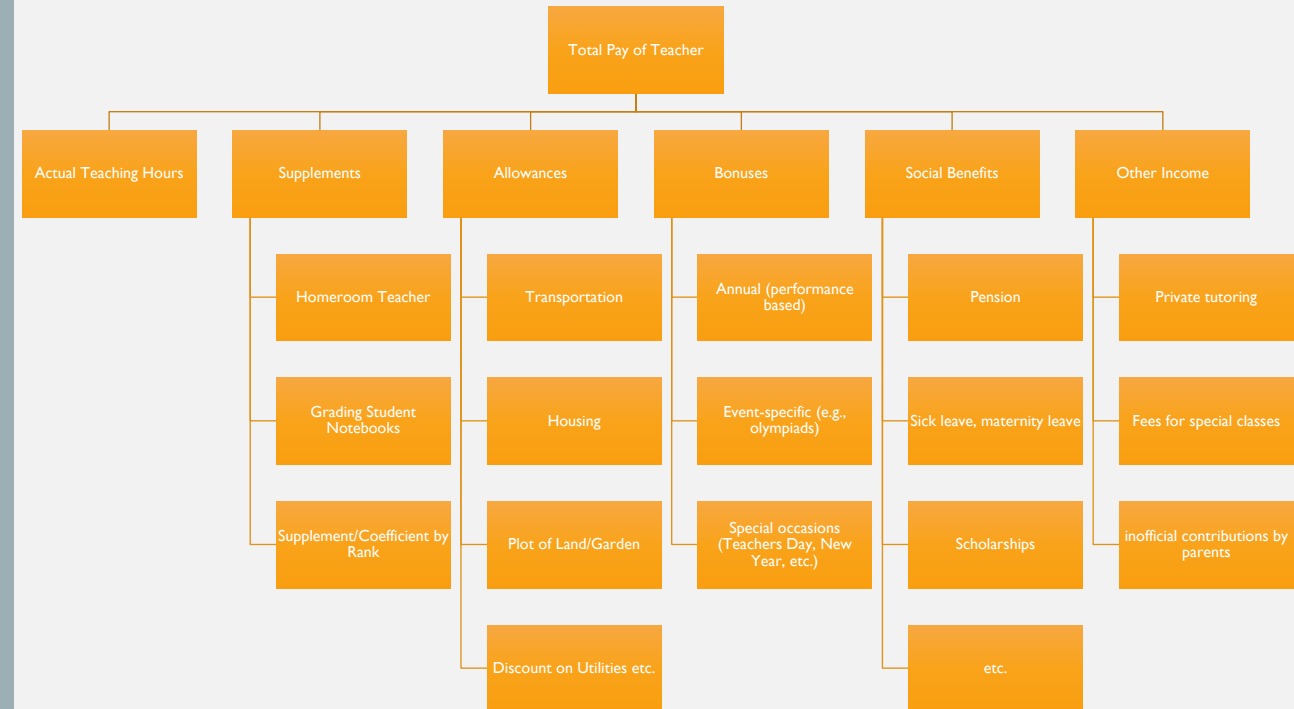 Total Pay of Teacher
Actual Teaching Hours
Supplements
Homeroom Teacher
Grading Student
Notebooks
Supplement/Coefficient by
Rank
Allowances
Transportation
Housing
Plot of Land/Garden
Discount on Utilities etc.
Bonuses
Annual (performance
based)
Event-specific (e.g.,
olympiads)
Special occasions
(Teachers Day, New
Year, etc.)
Social Benefits
Pension
Sick leave, maternity leave
Scholarships
etc.
Other Income
Private tutoring
Fees for special classes
inofficial contributions by
parents